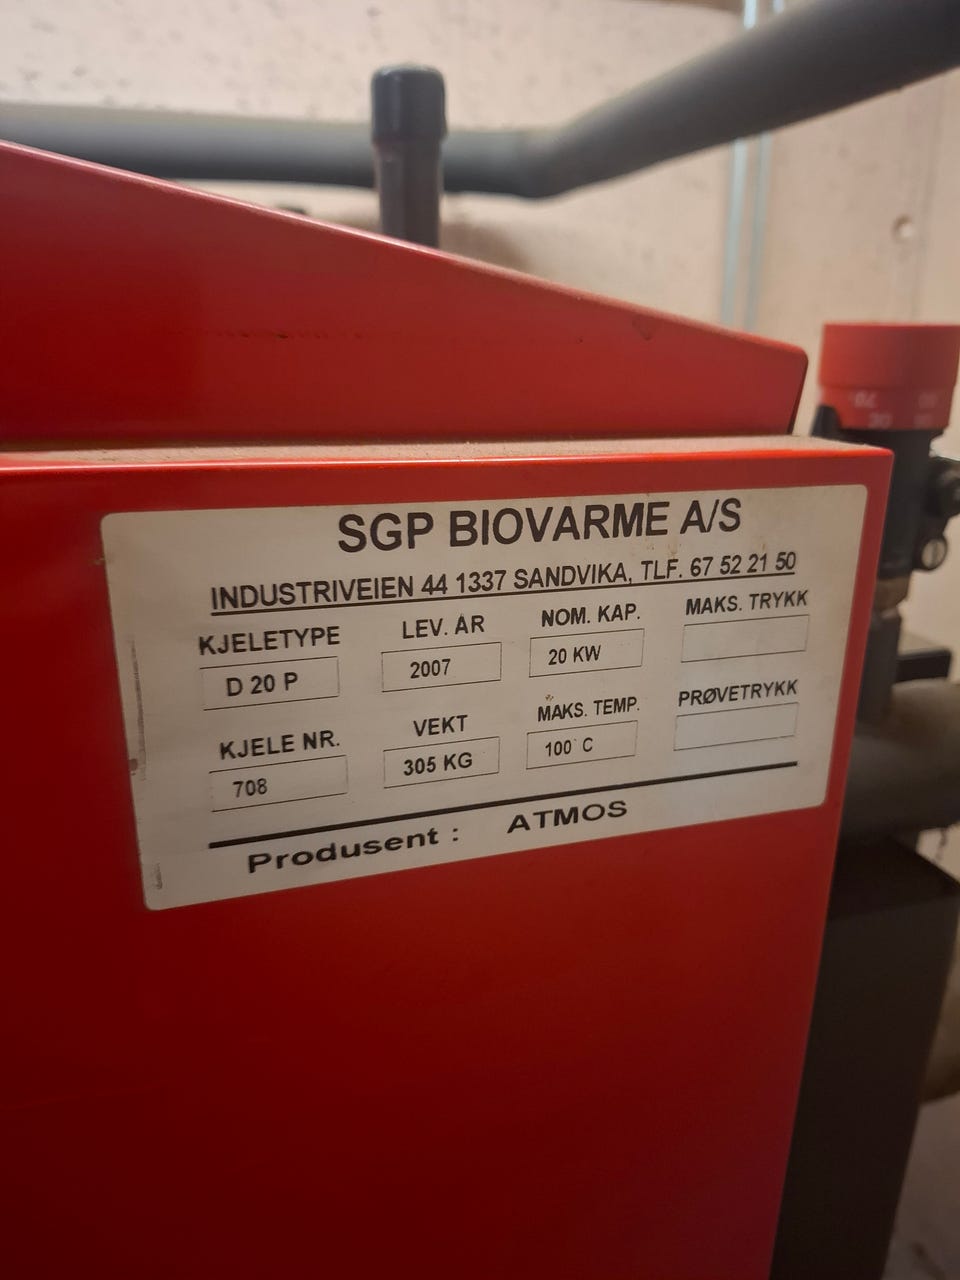 SGP BIOVARME A/S
INDUSTRIVEIEN 44 1337 SANDVIKA, TLF. 67 52 21 50
KJELETYPE LEV. ÅR NOM. KAP. MAKS. TRYKK
D 20 P 2007 20 KW
KJELE NR. VEKT MAKS. TEMP. PRØVETRYKK
708 305 KG 100° C
Produsent : ATMOS